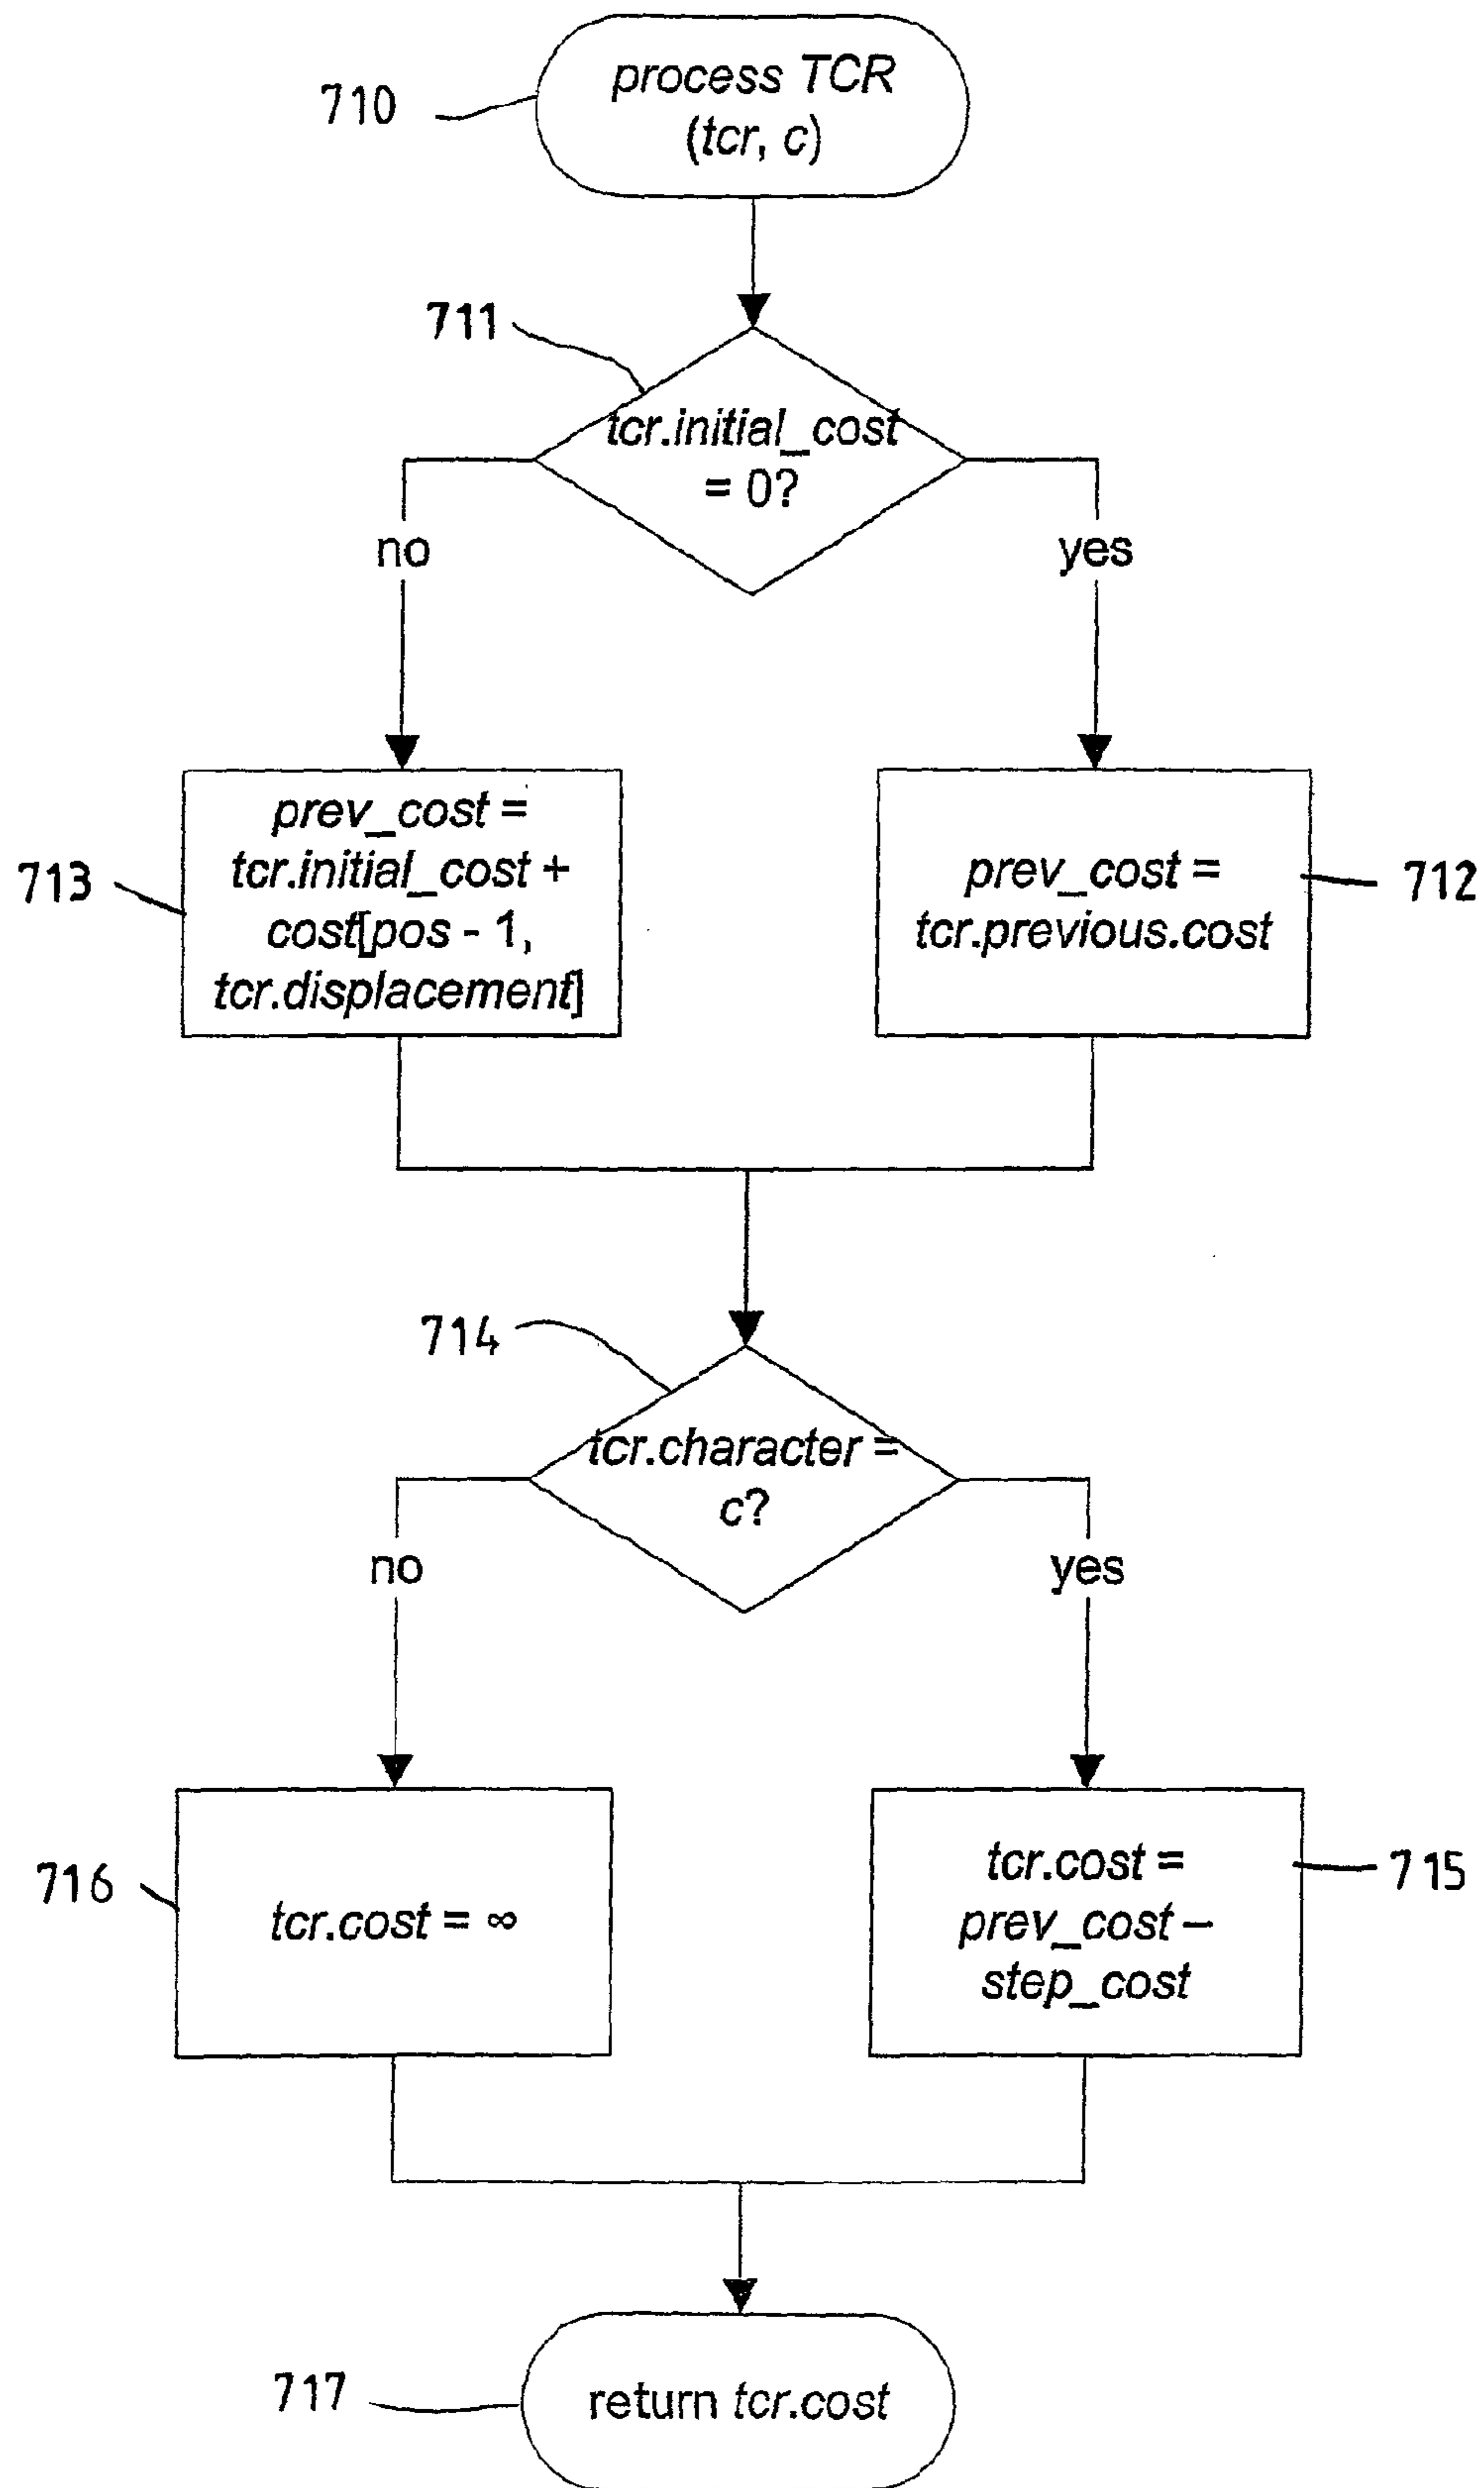 process TCR
(tcr, c)
710
711
tcr.initial_cost
= 0?
no
yes
prev_cost =
tcr.initial_cost +
cost[pos - 1,
tcr.displacement]
713
prev_cost =
tcr.previous.cost
712
714
tcr.character =
c?
no
yes
716
tcr.cost = ∞
tcr.cost =
prev_cost –
step_cost
715
717
return tcr.cost